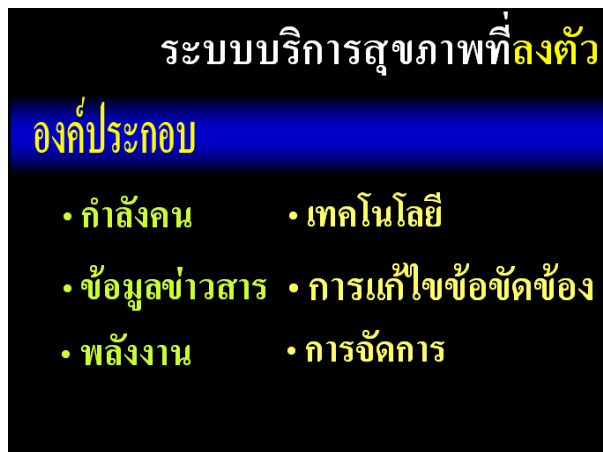 ระบบบริการสุขภาพที่ลงตัว
องค์ประกอบ
• กำลังคน
• ข้อมูลข่าวสาร
• พลังงาน
• เทคโนโลยี
• การแก้ไขข้อขัดข้อง
• การจัดการ